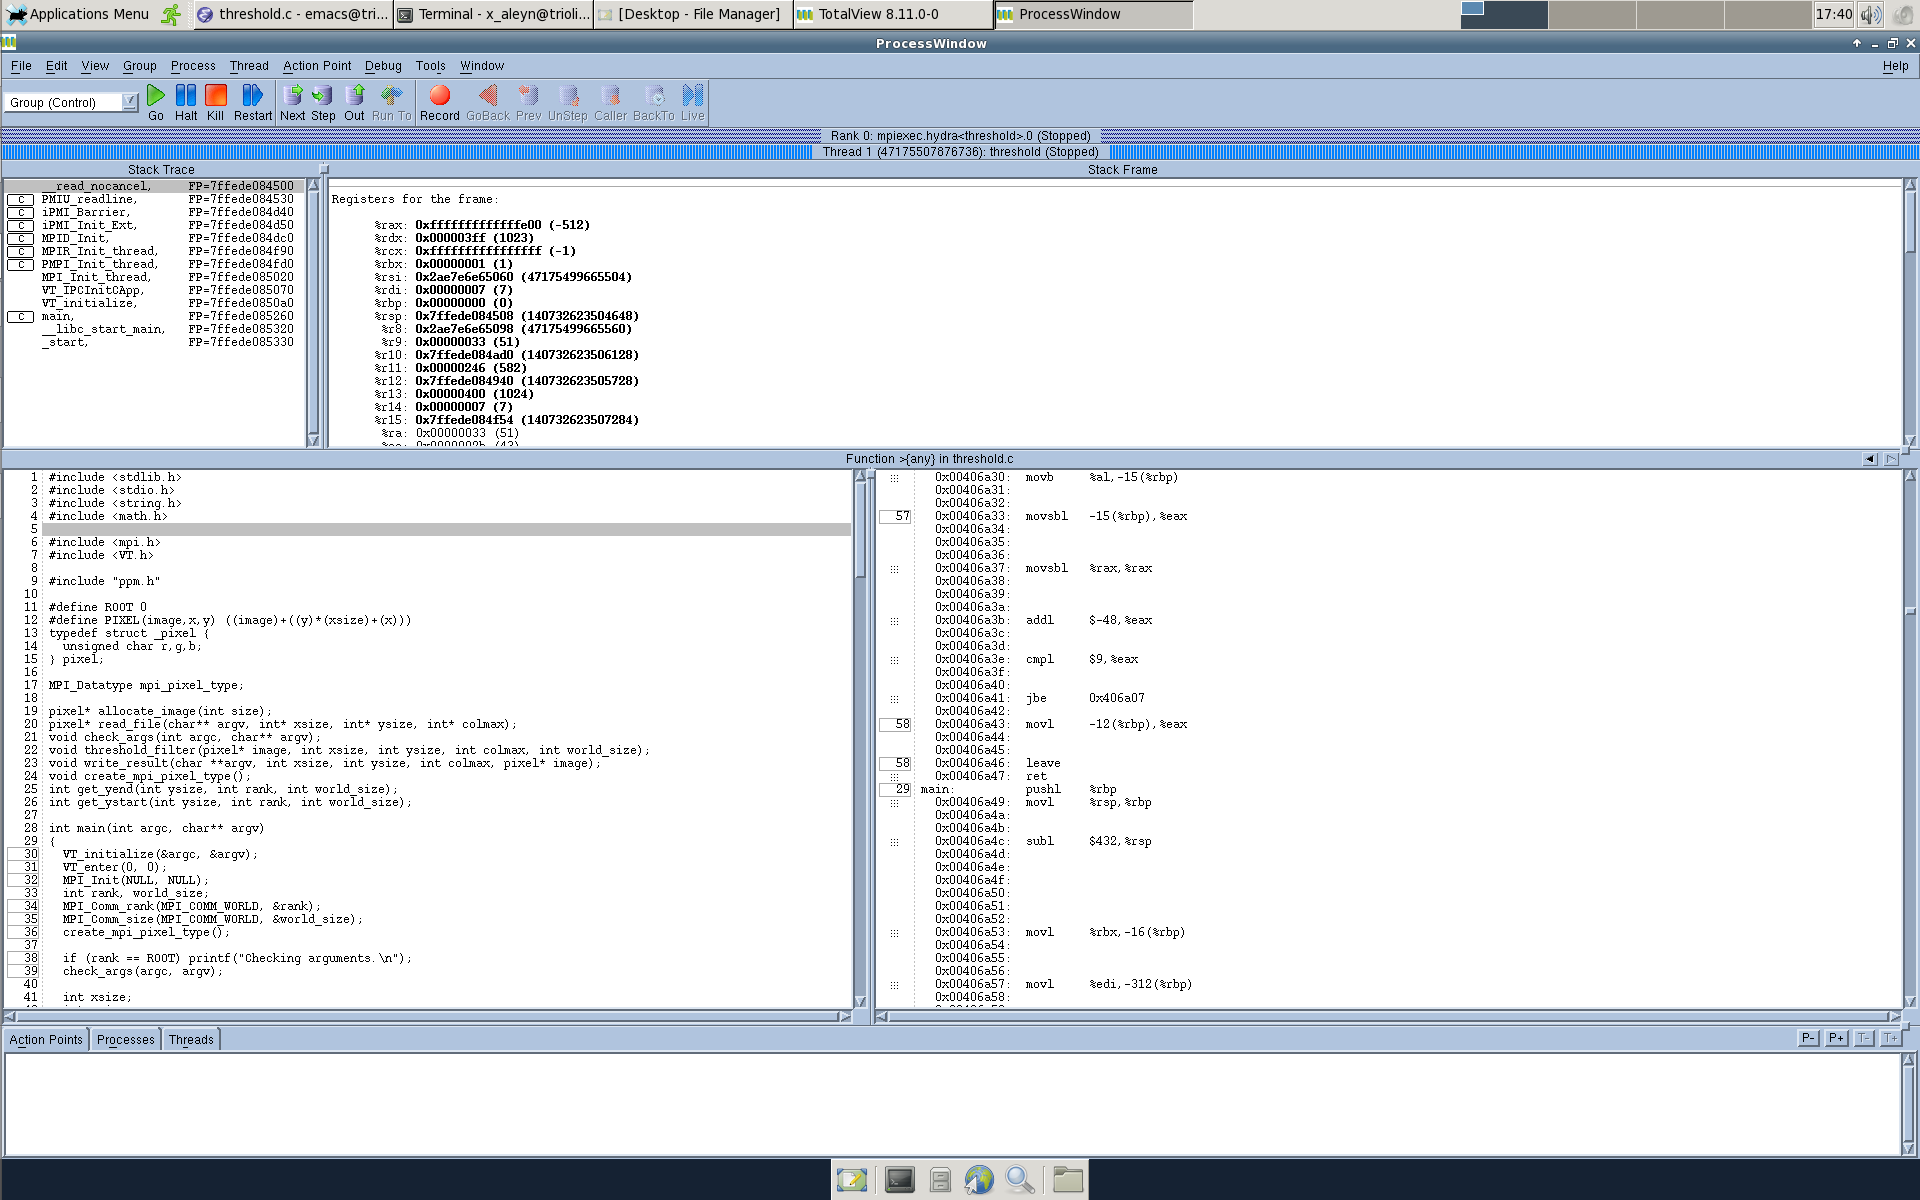 Applications Menu
threshold.c - emacs@tri...
Terminal - x_aleyn@trioli...
[Desktop - File Manager]
TotalView 8.11.0-0
ProcessWindow
17:40
ProcessWindow
File Edit View Group Process Thread Action Point Debug Tools Window Help
Group (Control)
Go Halt Kill Restart Next Step Out Run To Record GoBack Prev UnStep Caller BackTo Live
Rank 0: mpiexec.hydra<threshold>.0 (Stopped)
Thread 1 (47175507876736): threshold (Stopped)
Stack Trace
__read_nocancel, FP=7ffede084500
C PMIU_readline, FP=7ffede084530
C iPMI_Barrier, FP=7ffede084d40
C iPMI_Init_Ext, FP=7ffede084d50
C MPID_Init, FP=7ffede084dc0
C MPIR_Init_thread, FP=7ffede084f90
C PMPI_Init_thread, FP=7ffede084fd0
MPI_Init_thread, FP=7ffede085020
VT_IPCInitCApp, FP=7ffede085070
VT_initialize, FP=7ffede0850a0
C main, FP=7ffede085260
__libc_start_main, FP=7ffede085320
_start, FP=7ffede085330
Stack Frame
Registers for the frame:
%rax: 0xfffffffffffffe00 (-512)
%rdx: 0x000003ff (1023)
%rcx: 0xffffffffffffffff (-1)
%rbx: 0x00000001 (1)
%rsi: 0x2ae7e6e65060 (47175499665504)
%rdi: 0x00000007 (7)
%rbp: 0x00000000 (0)
%rsp: 0x7ffede084508 (140732623504648)
%r8: 0x2ae7e6e65098 (47175499665560)
%r9: 0x00000033 (51)
%r10: 0x7ffede084ad0 (140732623506128)
%r11: 0x00000246 (582)
%r12: 0x7ffede084940 (140732623505728)
%r13: 0x00000400 (1024)
%r14: 0x00000007 (7)
%r15: 0x7ffede084f54 (140732623507284)
%ra: 0x00000033 (51)
Function >{any} in threshold.c
1 #include <stdlib.h>
2 #include <stdio.h>
3 #include <string.h>
4 #include <math.h>
5
6 #include <mpi.h>
7 #include <VT.h>
8
9 #include "ppm.h"
10
11 #define ROOT 0
12 #define PIXEL(image,x,y) ((image)+((y)*(xsize)+(x)))
13 typedef struct _pixel {
14 unsigned char r,g,b;
15 } pixel;
16
17 MPI_Datatype mpi_pixel_type;
18
19 pixel* allocate_image(int size);
20 pixel* read_file(char** argv, int* xsize, int* ysize, int* colmax);
21 void check_args(int argc, char** argv);
22 void threshold_filter(pixel* image, int xsize, int ysize, int colmax, int world_size);
23 void write_result(char **argv, int xsize, int ysize, int colmax, pixel* image);
24 void create_mpi_pixel_type();
25 int get_yend(int ysize, int rank, int world_size);
26 int get_ystart(int ysize, int rank, int world_size);
27
28 int main(int argc, char** argv)
29 {
30 VT_initialize(&argc, &argv);
31 VT_enter(0, 0);
32 MPI_Init(NULL, NULL);
33 int rank, world_size;
34 MPI_Comm_rank(MPI_COMM_WORLD, &rank);
35 MPI_Comm_size(MPI_COMM_WORLD, &world_size);
36 create_mpi_pixel_type();
37
38 if (rank == ROOT) printf("Checking arguments.\n");
39 check_args(argc, argv);
40
41 int xsize;
0x00406a30: movb %al,-15(%rbp)
0x00406a31:
0x00406a32:
57 0x00406a33: movsbl -15(%rbp),%eax
0x00406a34:
0x00406a35:
0x00406a36:
0x00406a37: movsbl %rax,%rax
0x00406a38:
0x00406a39:
0x00406a3a:
0x00406a3b: addl $-48,%eax
0x00406a3c:
0x00406a3d:
0x00406a3e: cmpl $9,%eax
0x00406a3f:
0x00406a40:
0x00406a41: jbe 0x406a07
0x00406a42:
58 0x00406a43: movl -12(%rbp),%eax
0x00406a44:
0x00406a45:
58 0x00406a46: leave
0x00406a47: ret
29 main: pushl %rbp
0x00406a49: movl %rsp,%rbp
0x00406a4a:
0x00406a4b:
0x00406a4c: subl $432,%rsp
0x00406a4d:
0x00406a4e:
0x00406a4f:
0x00406a50:
0x00406a51:
0x00406a52:
0x00406a53: movl %rbx,-16(%rbp)
0x00406a54:
0x00406a55:
0x00406a56:
0x00406a57: movl %edi,-312(%rbp)
0x00406a58:
Action Points Processes Threads
P- P+ T- T+